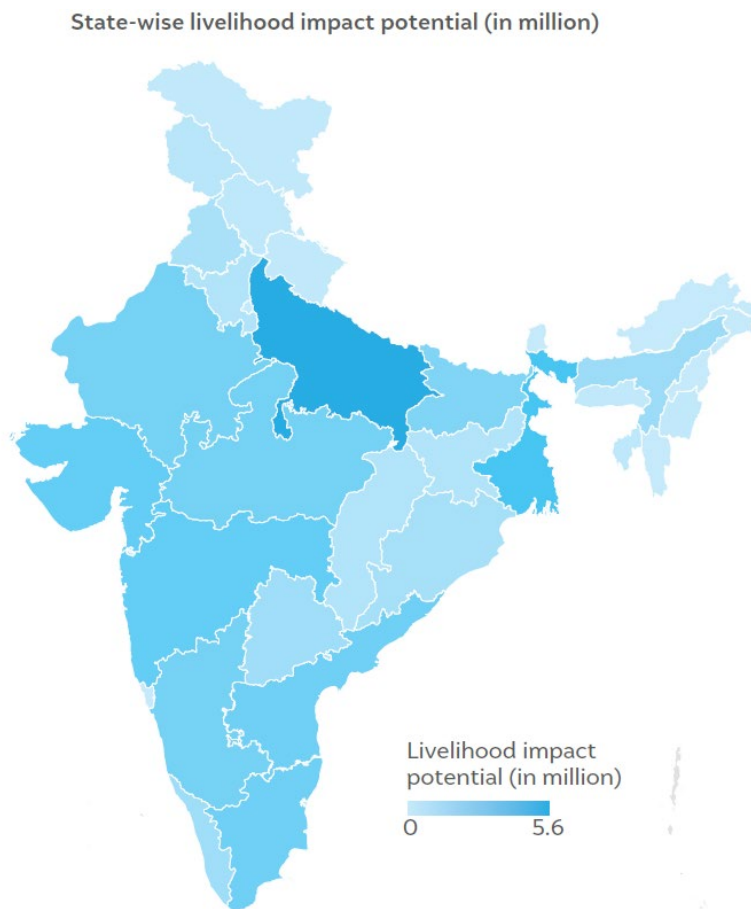 State-wise livelihood impact potential (in million)
Livelihood impact
potential (in million)
0 5.6